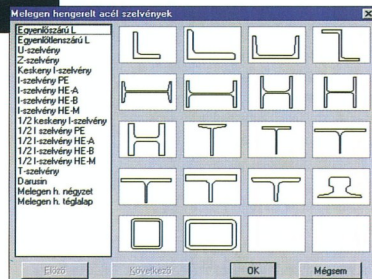 Melegen hengerelt acél szelvények
Egyenlőszárú L
Egyenlőtlenszárú L
U-szelvény
Z-szelvény
Keskeny I-szelvény
I-szelvény PE
I-szelvény HE-A
I-szelvény HE-B
I-szelvény HE-M
1/2 keskeny I-szelvény
1/2 I szelvény PE
1/2 I-szelvény HE-A
1/2 I-szelvény HE-B
1/2 I-szelvény HE-M
T-szelvény
Darusín
Melegen h. négyzet
Melegen h. téglalap
Előző
Következő
OK
Mégsem